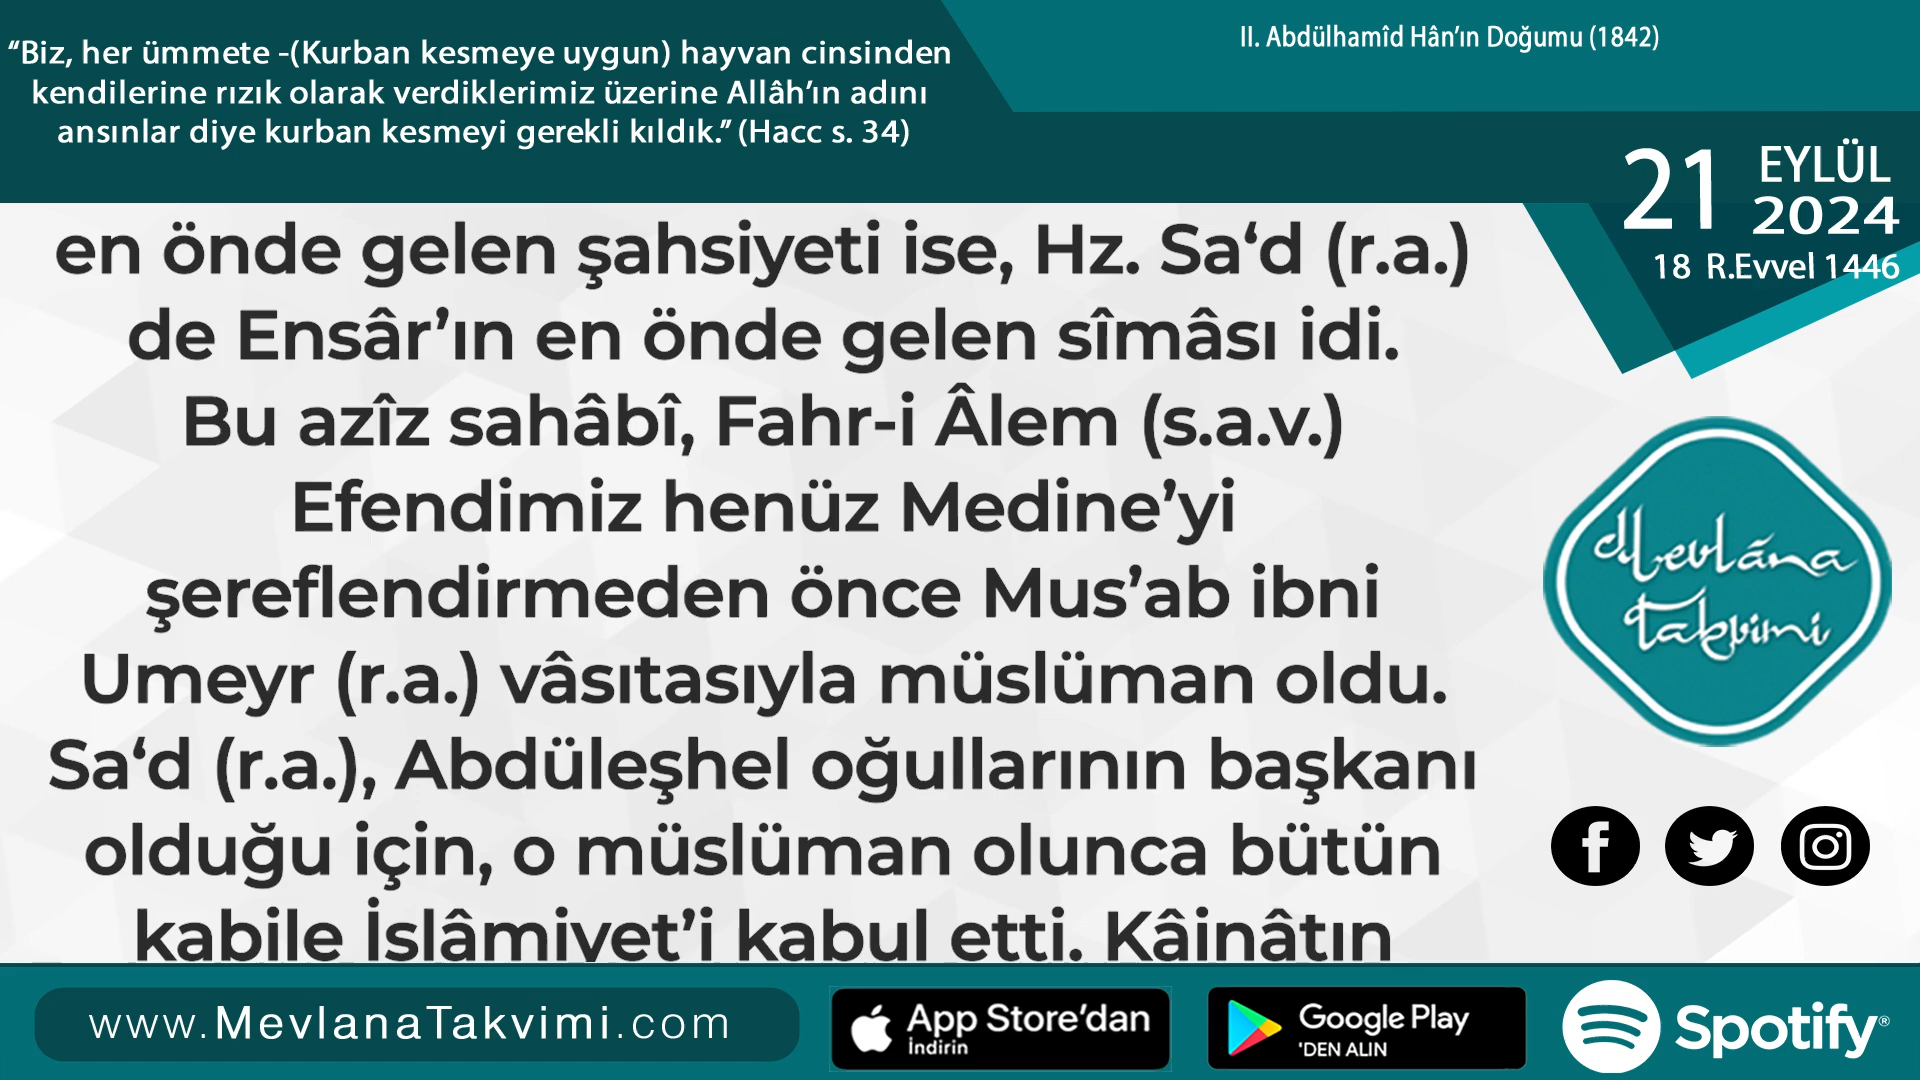 “Biz, her ümmete -(Kurban kesmeye uygun) hayvan cinsinden
kendilerine rızık olarak verdiklerimiz üzerine Allâh’ın adını
ansınlar diye kurban kesmeyi gerekli kıldık.” (Hacc s. 34)
II. Abdülhamîd Hân’ın Doğumu (1842)
21 EYLÜL
2024
18 R.Evvel 1446
en önde gelen şahsiyeti ise, Hz. Sa‘d (r.a.)
de Ensâr’ın en önde gelen sîmâsı idi.
Bu azîz sahâbî, Fahr-i Âlem (s.a.v.)
Efendimiz henüz Medine’yi
şereflendirmeden önce Mus’ab ibni
Umeyr (r.a.) vâsıtasıyla müslüman oldu.
Sa‘d (r.a.), Abdüleşhel oğullarının başkanı
olduğu için, o müslüman olunca bütün
kabile İslâmiyet’i kabul etti. Kâinâtın
Mevlâna
Takvimi
www.MevlanaTakvimi.com
App Store’dan
İndirin
Google Play
'DEN ALIN
Spotify®